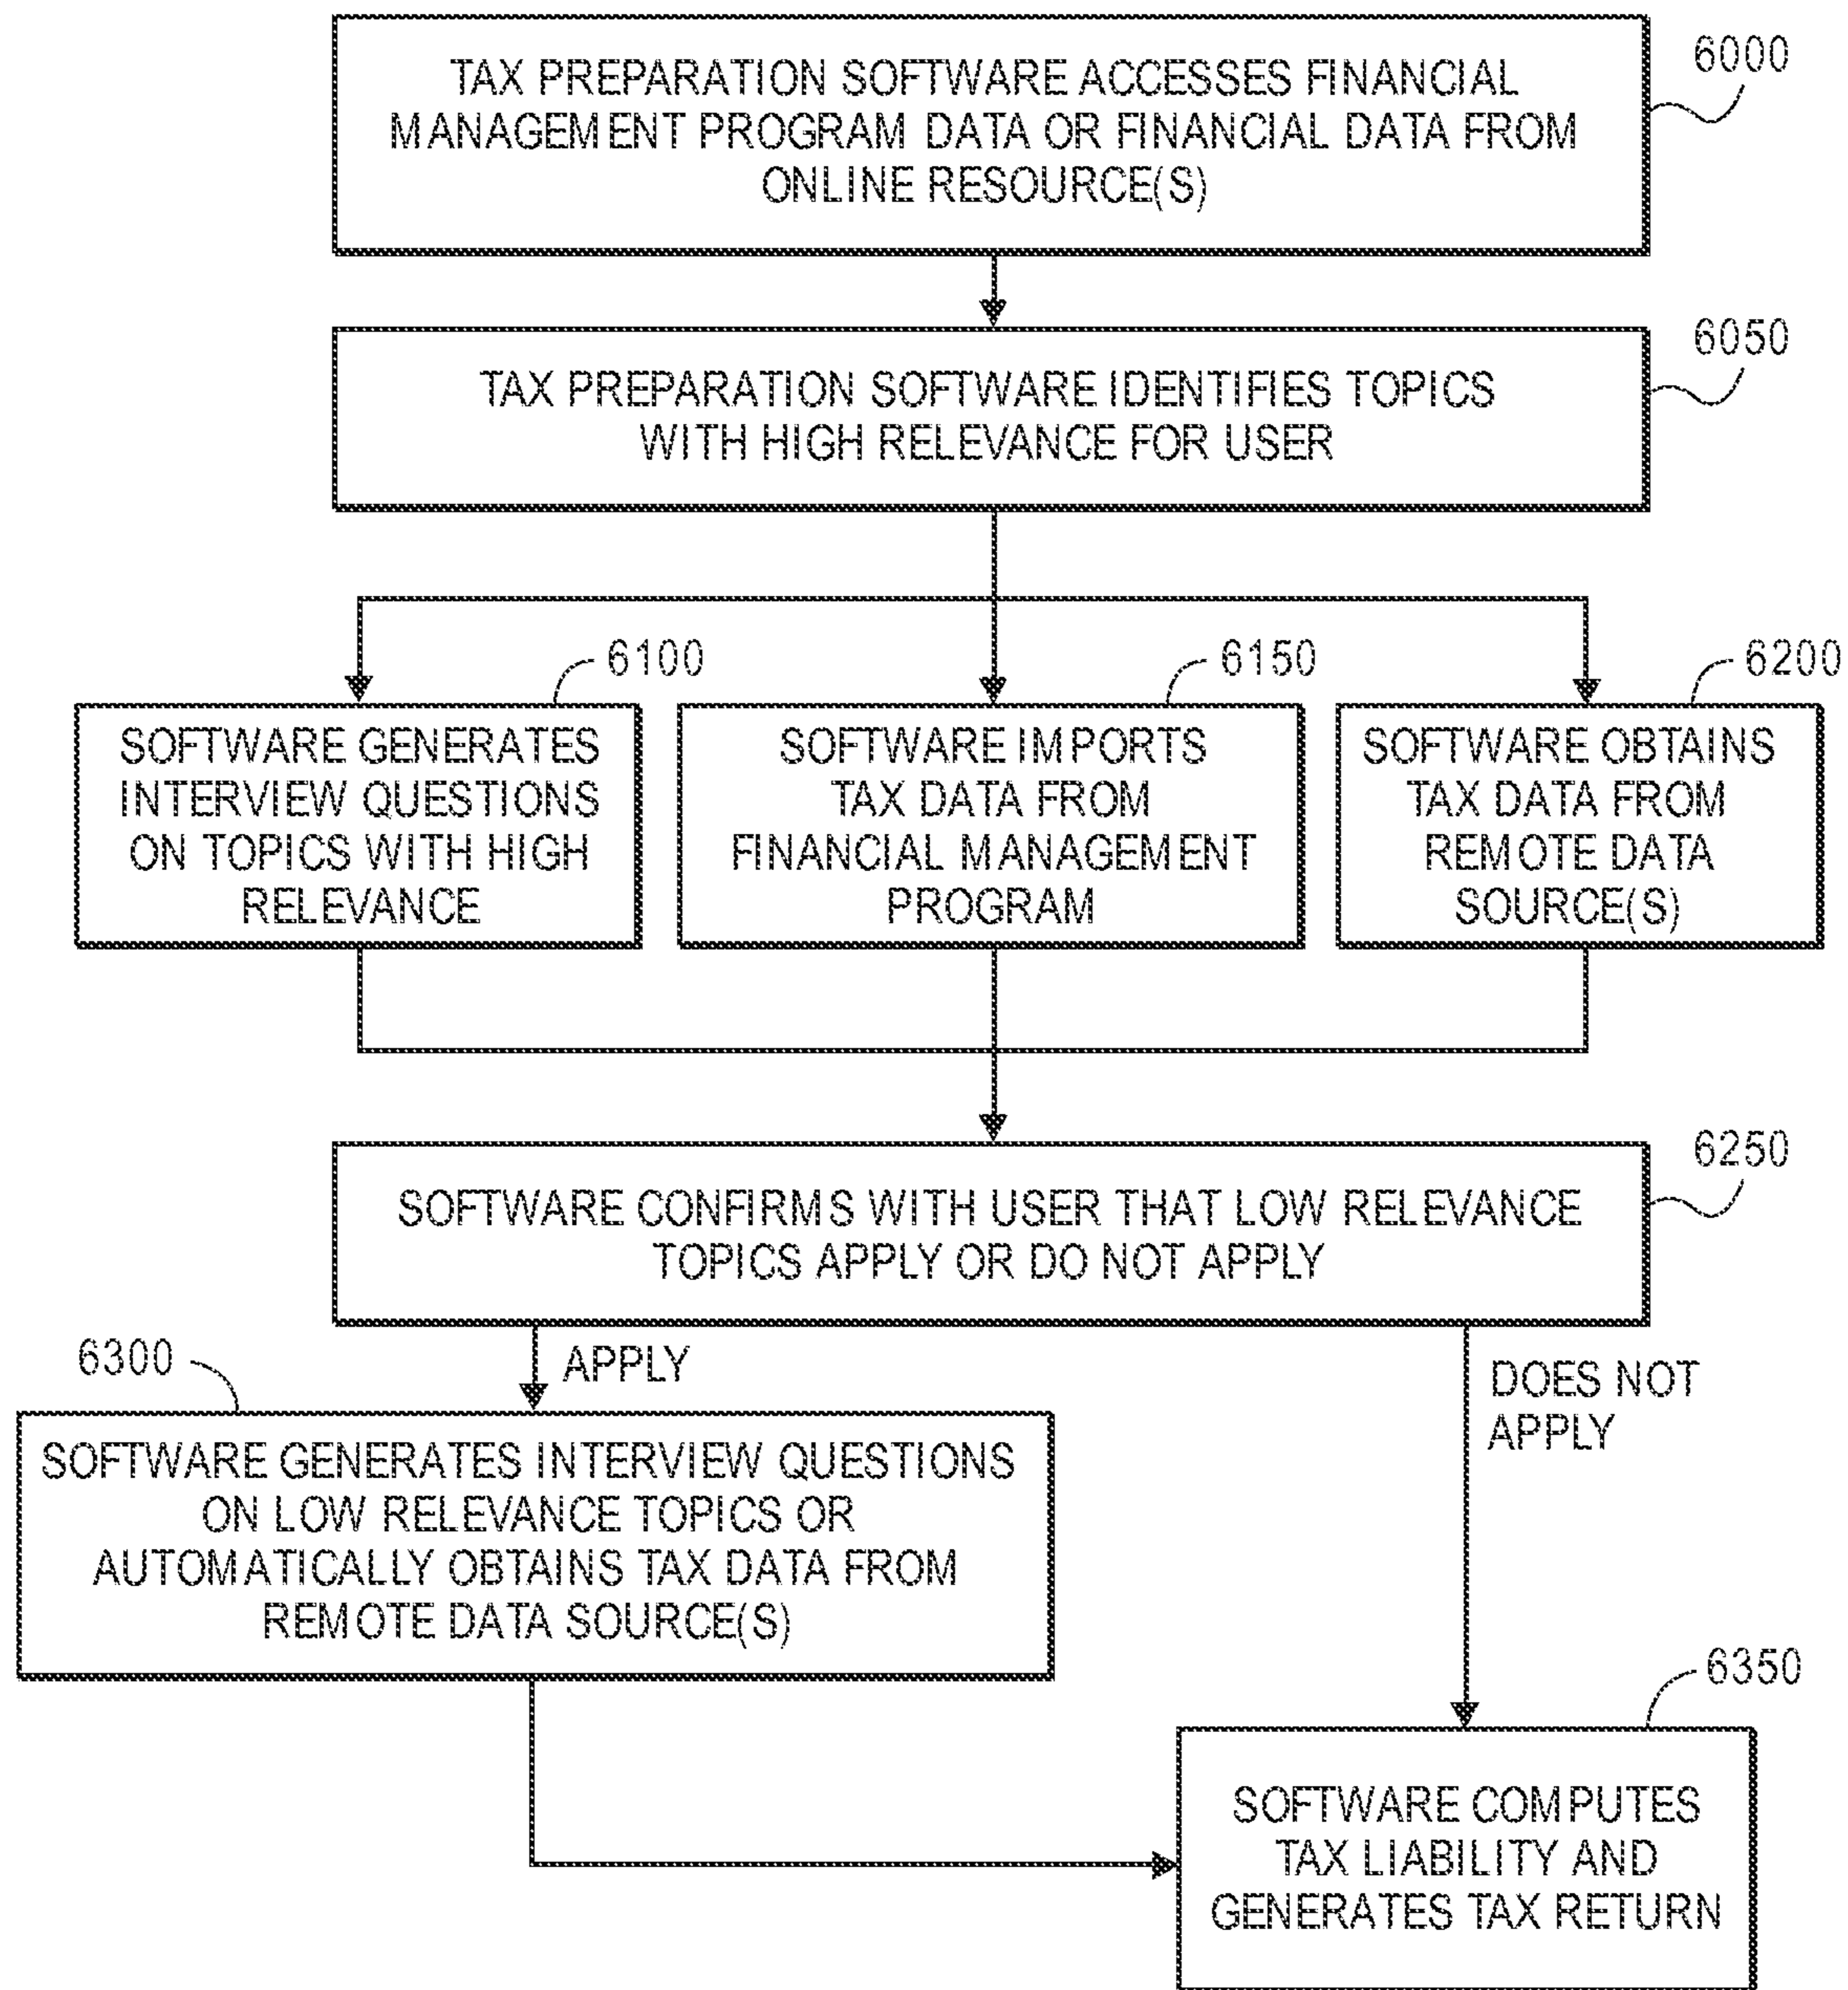 TAX PREPARATION SOFTWARE ACCESSES FINANCIAL
MANAGEMENT PROGRAM DATA OR FINANCIAL DATA FROM
ONLINE RESOURCE(S)
6000
TAX PREPARATION SOFTWARE IDENTIFIES TOPICS
WITH HIGH RELEVANCE FOR USER
6050
6100
SOFTWARE GENERATES
INTERVIEW QUESTIONS
ON TOPICS WITH HIGH
RELEVANCE
6150
SOFTWARE IMPORTS
TAX DATA FROM
FINANCIAL MANAGEMENT
PROGRAM
6200
SOFTWARE OBTAINS
TAX DATA FROM
REMOTE DATA
SOURCE(S)
6250
SOFTWARE CONFIRMS WITH USER THAT LOW RELEVANCE
TOPICS APPLY OR DO NOT APPLY
APPLY
DOES NOT
APPLY
6300
SOFTWARE GENERATES INTERVIEW QUESTIONS
ON LOW RELEVANCE TOPICS OR
AUTOMATICALLY OBTAINS TAX DATA FROM
REMOTE DATA SOURCE(S)
6350
SOFTWARE COMPUTES
TAX LIABILITY AND
GENERATES TAX RETURN